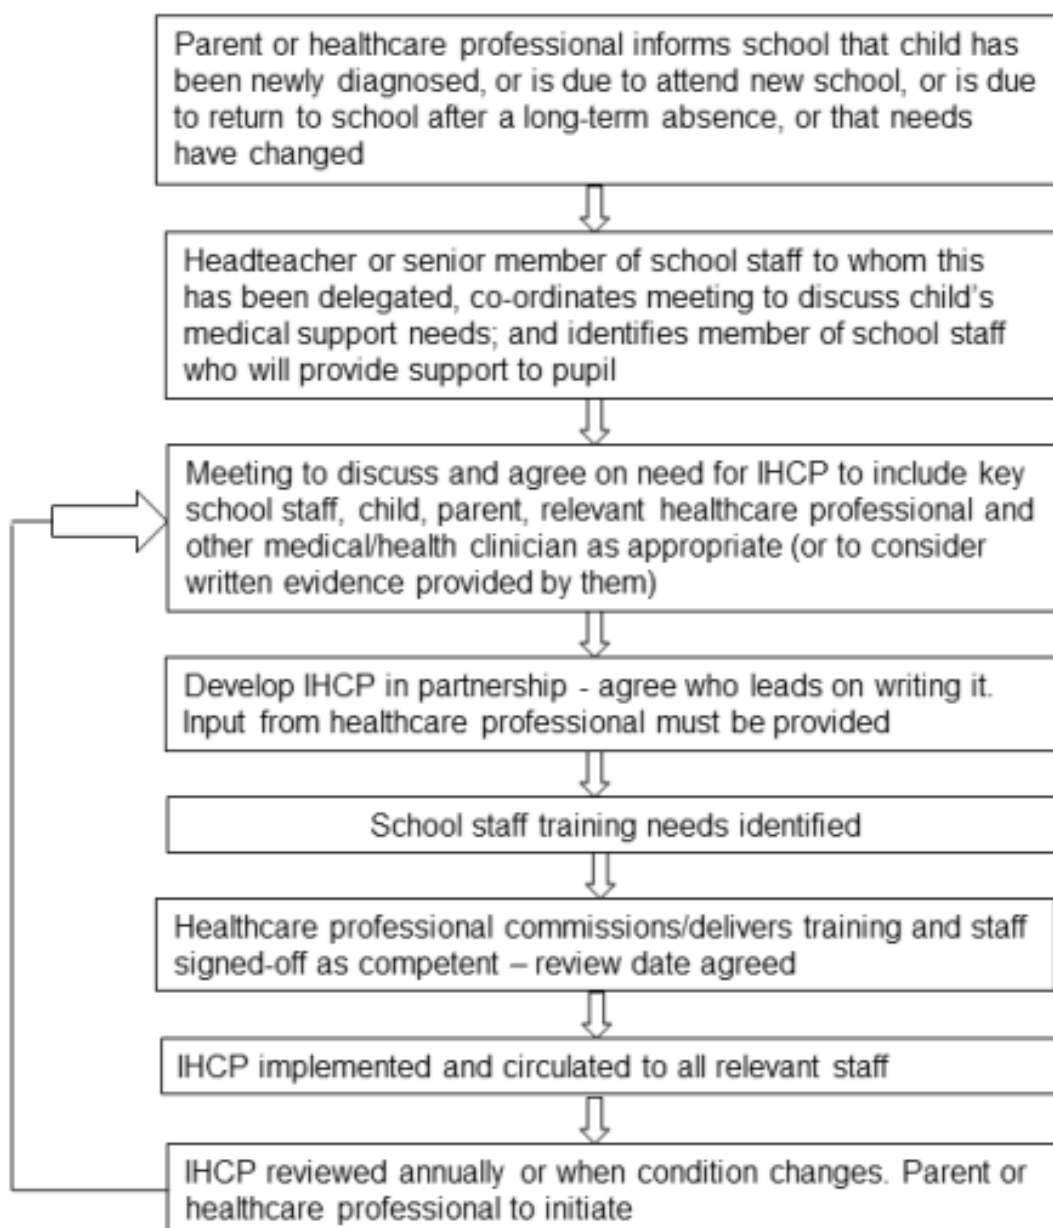 Parent or healthcare professional informs school that child has
been newly diagnosed, or is due to attend new school, or is due
to return to school after a long-term absence, or that needs
have changed
Headteacher or senior member of school staff to whom this
has been delegated, co-ordinates meeting to discuss child's
medical support needs; and identifies member of school staff
who will provide support to pupil
Meeting to discuss and agree on need for IHCP to include key
school staff, child, parent, relevant healthcare professional and
other medical/health clinician as appropriate (or to consider
written evidence provided by them)
Develop IHCP in partnership - agree who leads on writing it.
Input from healthcare professional must be provided
School staff training needs identified
Healthcare professional commissions/delivers training and staff
signed-off as competent – review date agreed
IHCP implemented and circulated to all relevant staff
IHCP reviewed annually or when condition changes. Parent or
healthcare professional to initiate